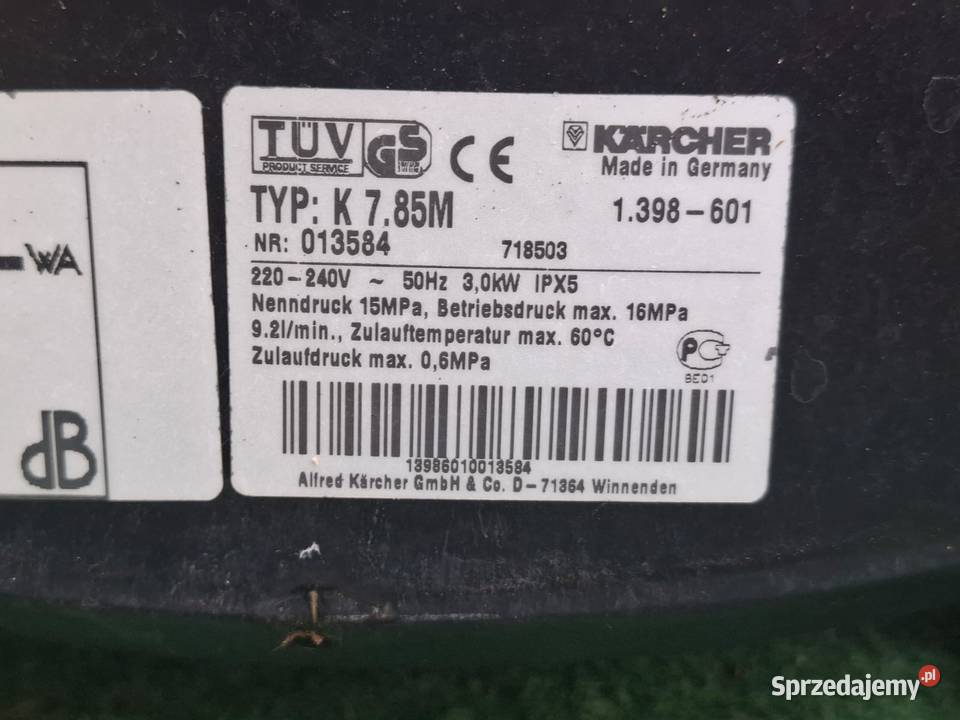 WA
dB
TÜV
PRODUCT SERVICE
GS
CE
KÄRCHER
Made in Germany
TYP: K 7.85M
1.398-601
NR: 013584
718503
220-240V ~ 50Hz 3,0kW IPX5
Nenndruck 15MPa, Betriebsdruck max. 16MPa
9.2l/min., Zulauftemperatur max. 60°C
Zulaufdruck max. 0,6MPa
BE01
13986010013584
Alfred Kärcher GmbH & Co. D-71364 Winnenden
Sprzedajemy.pl